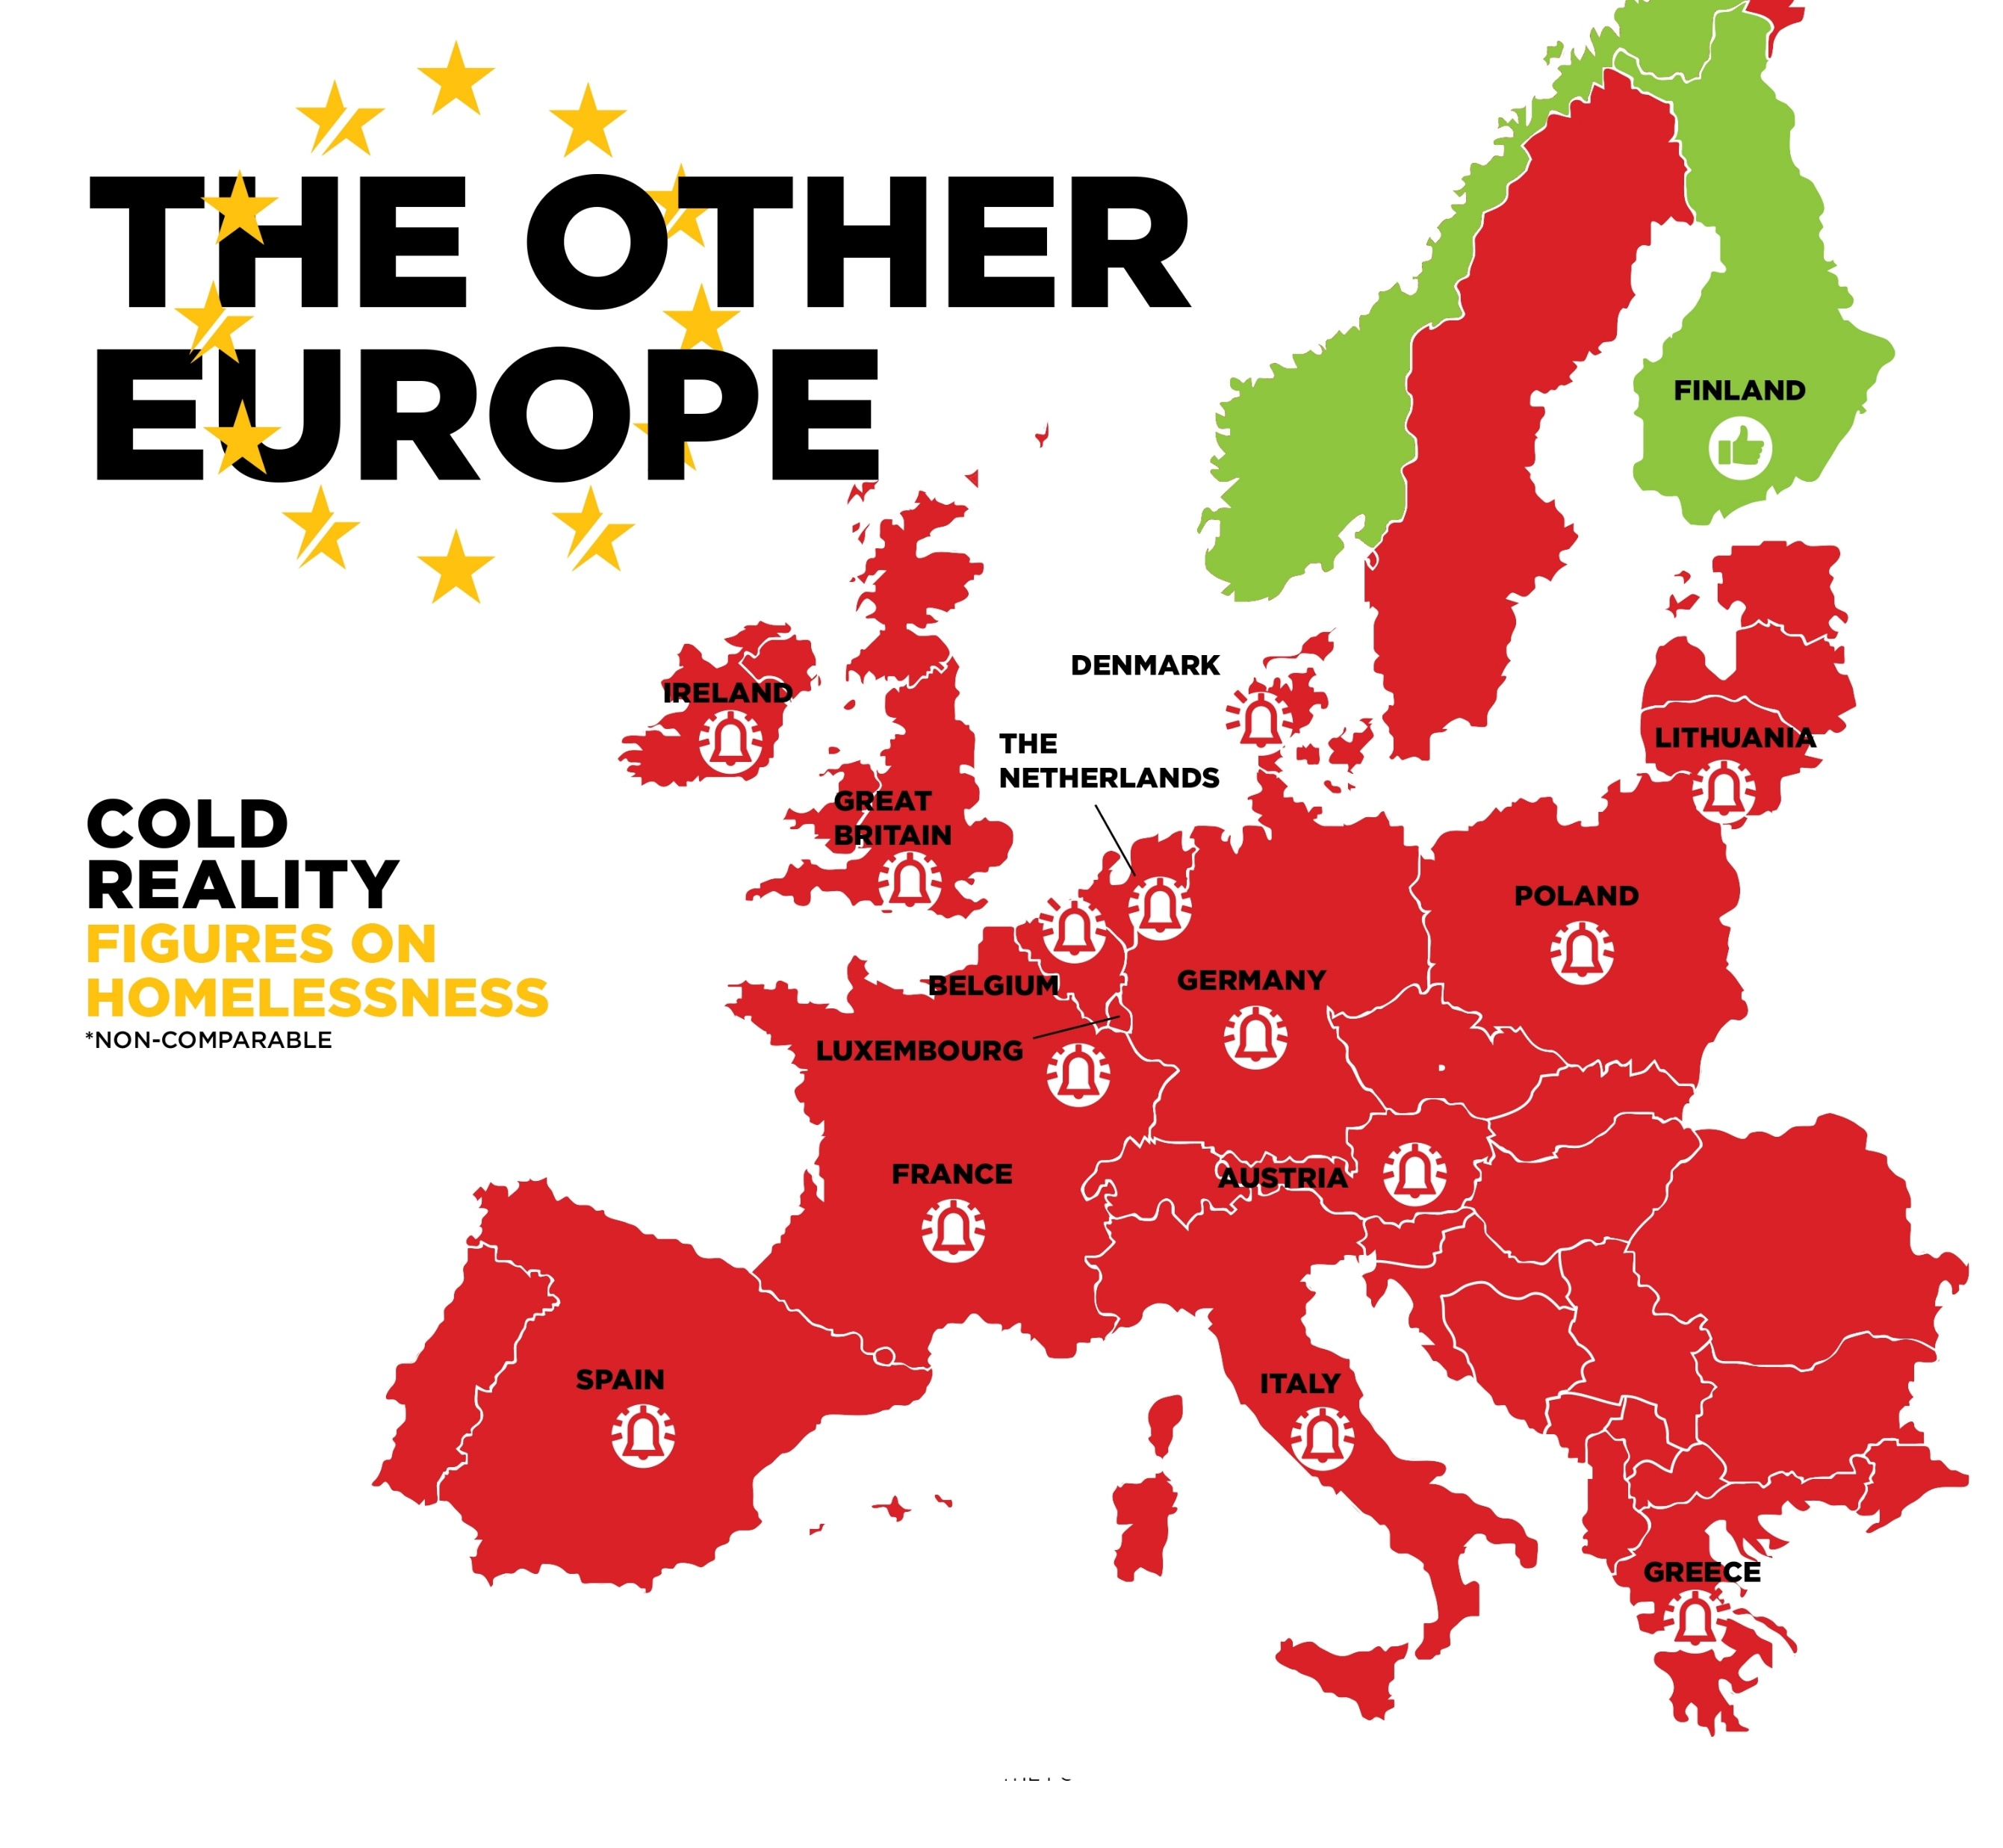 THE OTHER
EUROPE
COLD
REALITY
FIGURES ON
HOMELESSNESS
*NON-COMPARABLE
FINLAND
DENMARK
IRELAND
THE
NETHERLANDS
LITHUANIA
GREAT
BRITAIN
POLAND
BELGIUM
GERMANY
LUXEMBOURG
FRANCE
AUSTRIA
SPAIN
ITALY
GREECE